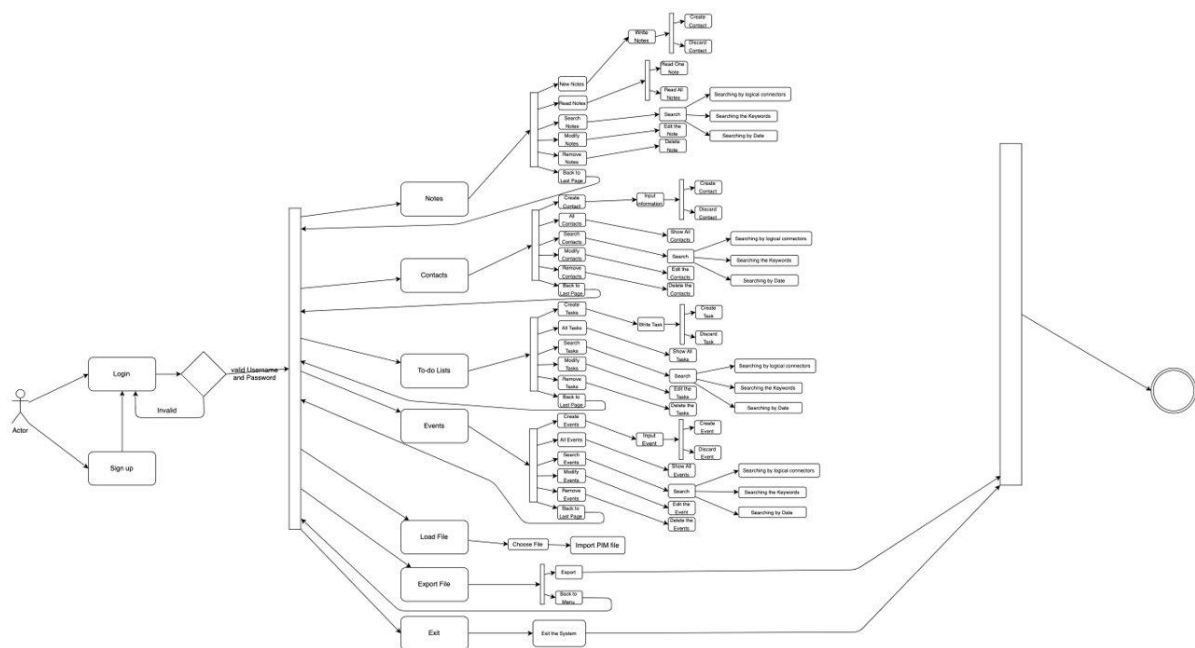 Actor
Login
Sign up
Invalid
valid Username
and Password
Notes
New Notes
Write
Notes
Create
Contact
Discard
Contact
Read Notes
Read One
Note
Read All
Notes
Search
Notes
Search
Searching by logical connectors
Searching the Keywords
Searching by Date
Modify
Notes
Edit the
Note
Remove
Notes
Delete
Note
Back to
Last Page
Contacts
Create
Contact
Input
Information
Create
Contact
Discard
Contact
All
Contacts
Show All
Contacts
Search
Contacts
Search
Searching by logical connectors
Searching the Keywords
Searching by Date
Modify
Contacts
Edit the
Contacts
Remove
Contacts
Delete the
Contacts
Back to
Last Page
To-do Lists
Create
Tasks
Write Task
Create
Task
Discard
Task
All Tasks
Show All
Tasks
Search
Tasks
Search
Searching by logical connectors
Searching the Keywords
Searching by Date
Modify
Tasks
Edit the
Tasks
Remove
Tasks
Delete the
Tasks
Back to
Last Page
Events
Create
Events
Input
Event
Create
Event
Discard
Event
All Events
Show All
Events
Search
Events
Search
Searching by logical connectors
Searching the Keywords
Searching by Date
Modify
Events
Edit the
Event
Remove
Events
Delete the
Events
Back to
Last Page
Load File
Choose File
Import PIM file
Export File
Export
Back to
Menu
Exit
Exit the System